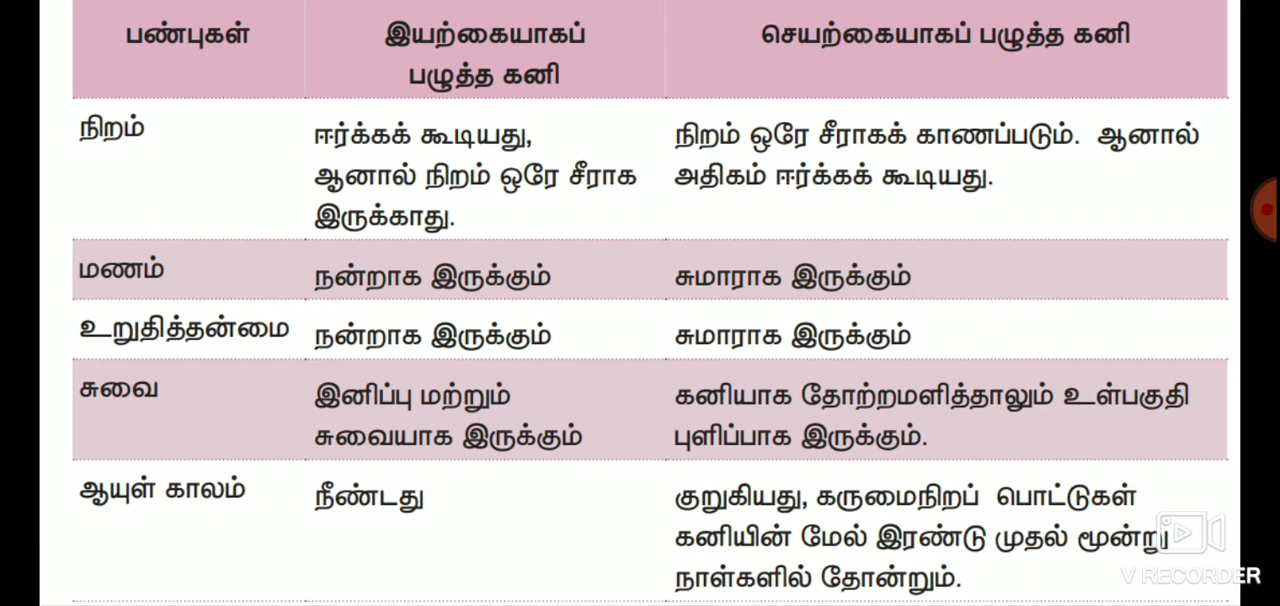 பண்புகள்
இயற்கையாகப்
பழுத்த கனி
செயற்கையாகப் பழுத்த கனி
நிறம்
ஈர்க்கக் கூடியது,
ஆனால் நிறம் ஒரே சீராக
இருக்காது.
நிறம் ஒரே சீராகக் காணப்படும். ஆனால்
அதிகம் ஈர்க்கக் கூடியது.
மணம்
நன்றாக இருக்கும்
சுமாராக இருக்கும்
உறுதித்தன்மை
நன்றாக இருக்கும்
சுமாராக இருக்கும்
சுவை
இனிப்பு மற்றும்
சுவையாக இருக்கும்
கனியாக தோற்றமளித்தாலும் உள்பகுதி
புளிப்பாக இருக்கும்.
ஆயுள் காலம்
நீண்டது
குறுகியது, கருமைநிறப் பொட்டுகள்
கனியின் மேல் இரண்டு முதல் மூன்று
நாள்களில் தோன்றும்.
V RECORDER